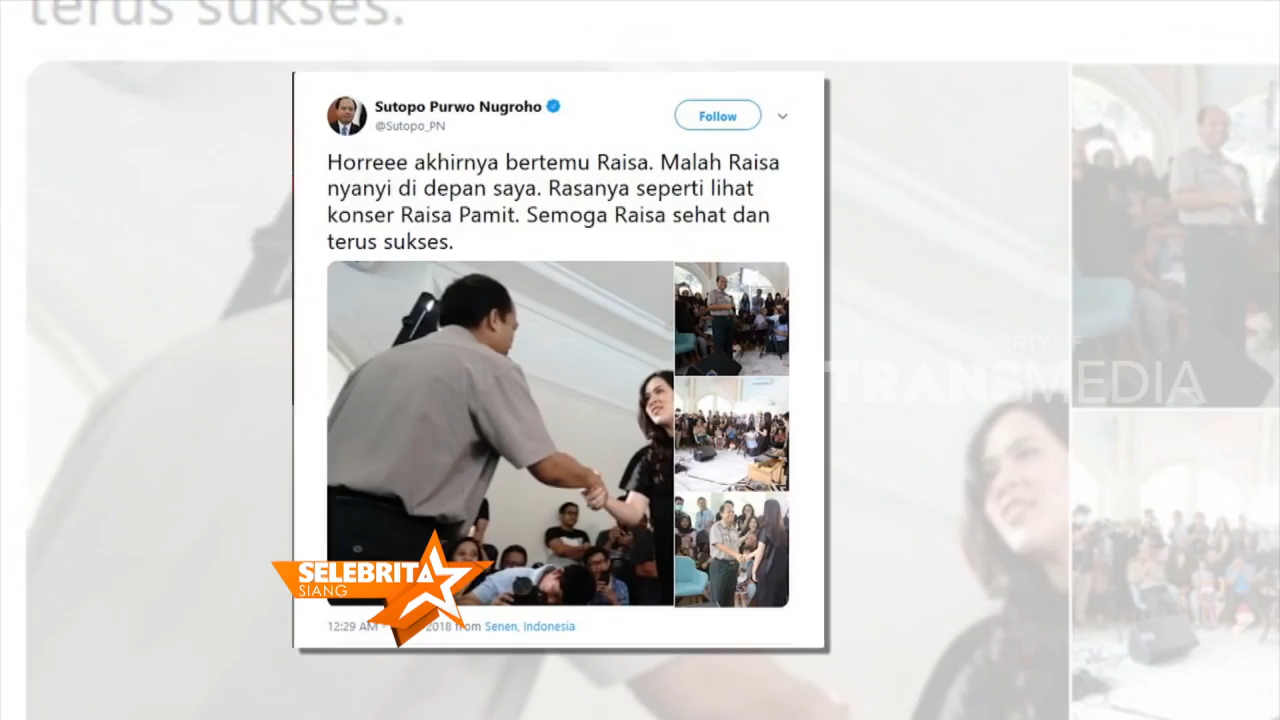 terus sukses.
Sutopo Purwo Nugroho
@Sutopo_PN
Follow
Horreee akhirnya bertemu Raisa. Malah Raisa
nyanyi di depan saya. Rasanya seperti lihat
konser Raisa Pamit. Semoga Raisa sehat dan
terus sukses.
PROPERTY OF
TRANSMEDIA
SELEBRITA
SIANG
12:29 AM - 2018 from Senen, Indonesia